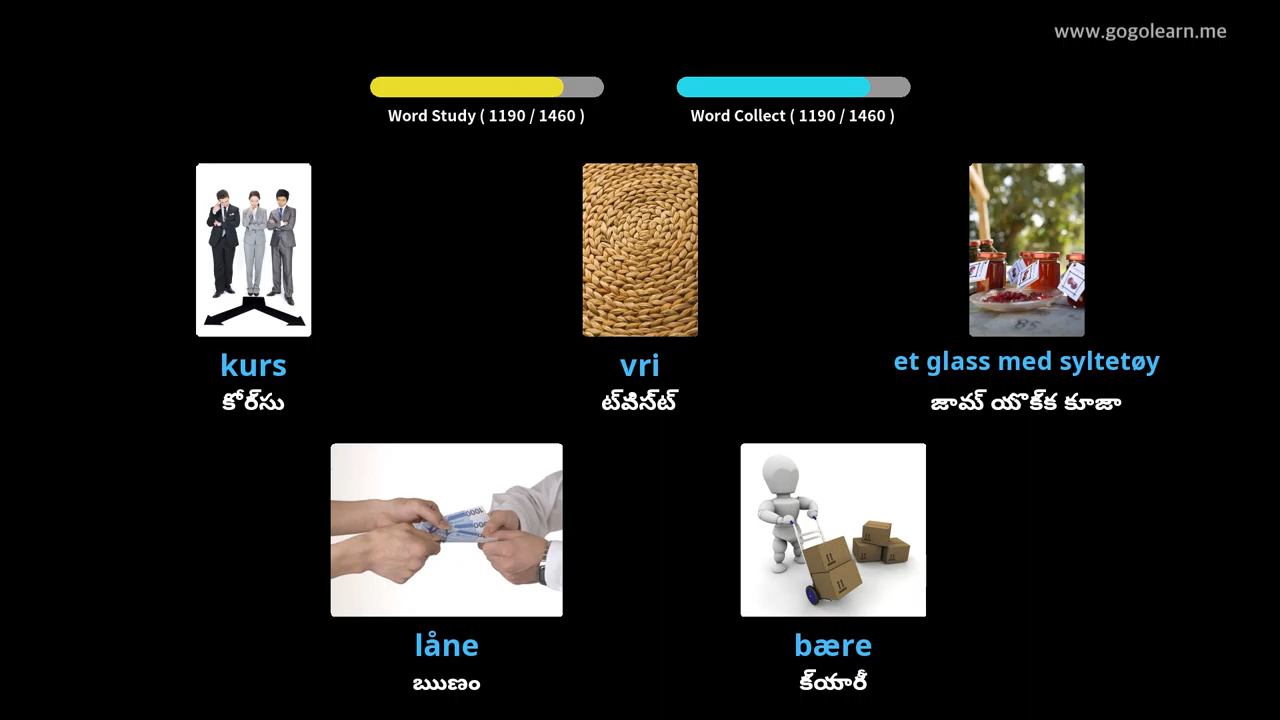 www.gogolearn.me
Word Study ( 1190 / 1460 )
Word Collect ( 1190 / 1460 )
kurs
కోర్సు
vri
ట్విస్ట్
et glass med syltetøy
జామ్ యొక్క కూజా
låne
ఋణం
bære
క్యారీ